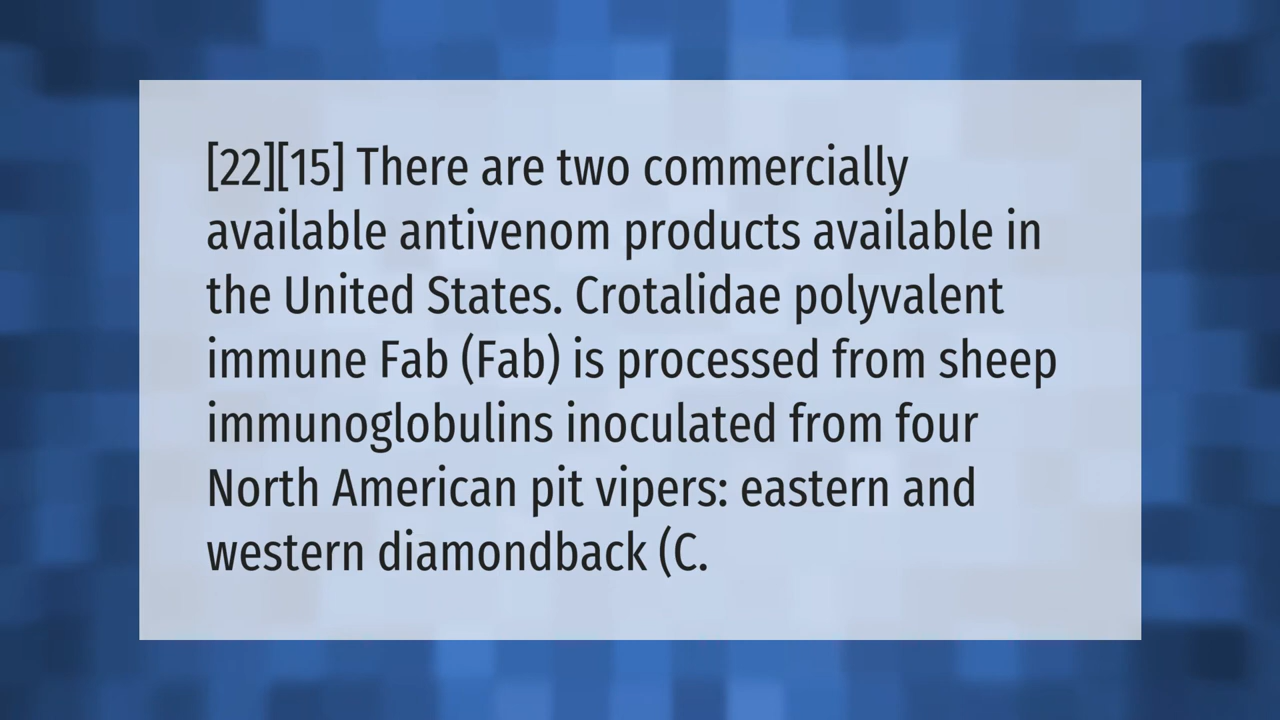 [22][15] There are two commercially
available antivenom products available in
the United States. Crotalidae polyvalent
immune Fab (Fab) is processed from sheep
immunoglobulins inoculated from four
North American pit vipers: eastern and
western diamondback (C.